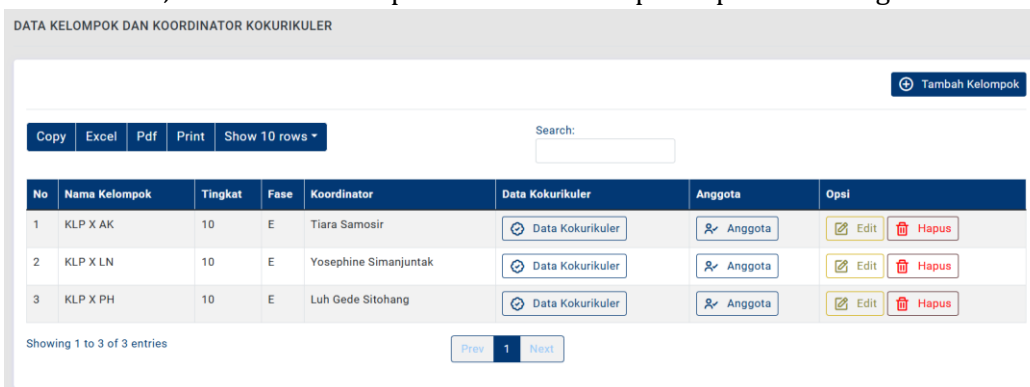 DATA KELOMPOK DAN KOORDINATOR KOKURIKULER
Tambah Kelompok
Copy Excel Pdf Print Show 10 rows
Search:
No Nama Kelompok Tingkat Fase Koordinator Data Kokurikuler Anggota Opsi
1 KLP X AK 10 E Tiara Samosir Data Kokurikuler Anggota Edit Hapus
2 KLP X LN 10 E Yosephine Simanjuntak Data Kokurikuler Anggota Edit Hapus
3 KLP X PH 10 E Luh Gede Sitohang Data Kokurikuler Anggota Edit Hapus
Showing 1 to 3 of 3 entries
Prev 1 Next